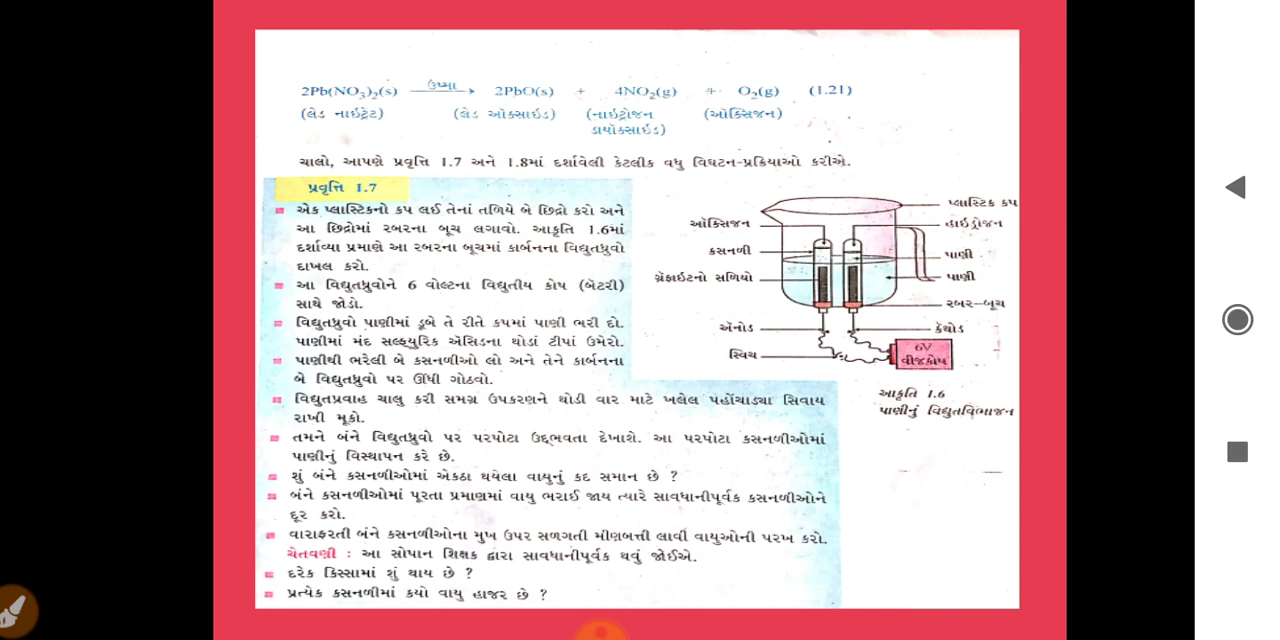 2Pb(NO₃)₂(s) ઉષ્મા → 2PbO(s) + 4NO₂(g) + O₂(g) (1.21)
(લેડ નાઇટ્રેટ) (લેડ ઑક્સાઇડ) (નાઇટ્રોજન (ઑક્સિજન)
ડાયૉક્સાઇડ)
ચાલો, આપણે પ્રવૃત્તિ 1.7 અને 1.8માં દર્શાવેલી કેટલીક વધુ વિઘટન-પ્રક્રિયાઓ કરીએ.
પ્રવૃત્તિ 1.7
એક પ્લાસ્ટિકનો કપ લઈ તેનાં તળિયે બે છિદ્રો કરો અને
આ છિદ્રોમાં રબરના બૂચ લગાવો. આકૃતિ 1.6માં
દર્શાવ્યા પ્રમાણે આ રબરના બૂચમાં કાર્બનના વિદ્યુતધ્રુવો
દાખલ કરો.
આ વિદ્યુતધ્રુવોને 6 વોલ્ટના વિદ્યુતીય કોષ (બૅટરી)
સાથે જોડો.
વિદ્યુતધ્રુવો પાણીમાં ડૂબે તે રીતે કપમાં પાણી ભરી દો.
પાણીમાં મંદ સલ્ફ્યુરિક ઍસિડના થોડાં ટીપાં ઉમેરો.
પાણીથી ભરેલી બે કસનળીઓ લો અને તેને કાર્બનના
બે વિદ્યુતધ્રુવો પર ઊંધી ગોઠવો.
વિદ્યુતપ્રવાહ ચાલુ કરી સમગ્ર ઉપકરણને થોડી વાર માટે ખલેલ પહોંચાડ્યા સિવાય
રાખી મૂકો.
તમને બંને વિદ્યુતધ્રુવો પર પરપોટા ઉદ્દભવતા દેખાશે. આ પરપોટા કસનળીઓમાં
પાણીનું વિસ્થાપન કરે છે.
શું બંને કસનળીઓમાં એકઠા થયેલા વાયુનું કદ સમાન છે ?
બંને કસનળીઓમાં પૂરતા પ્રમાણમાં વાયુ ભરાઈ જાય ત્યારે સાવધાનીપૂર્વક કસનળીઓને
દૂર કરો.
વારાફરતી બંને કસનળીઓના મુખ ઉપર સળગતી મીણબત્તી લાવી વાયુઓની પરખ કરો.
ચેતવણી : આ સોપાન શિક્ષક દ્વારા સાવધાનીપૂર્વક થવું જોઈએ.
દરેક કિસ્સામાં શું થાય છે ?
પ્રત્યેક કસનળીમાં કયો વાયુ હાજર છે ?
ઑક્સિજન
કસનળી
ગ્રૅફાઇટનો સળિયો
ઍનોડ
સ્વિચ
પ્લાસ્ટિક કપ
હાઇડ્રોજન
પાણી
પાણી
રબર-બૂચ
કૅથોડ
6V
વીજકોષ
આકૃતિ 1.6
પાણીનું વિદ્યુતવિભાજન